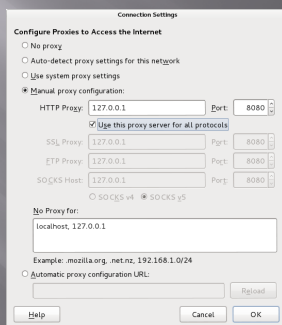 Connection Settings
Configure Proxies to Access the Internet
No proxy
Auto-detect proxy settings for this network
Use system proxy settings
Manual proxy configuration:
HTTP Proxy: 127.0.0.1 Port: 8080
Use this proxy server for all protocols
SSL Proxy: 127.0.0.1 Port: 8080
FTP Proxy: 127.0.0.1 Port: 8080
SOCKS Host: 127.0.0.1 Port: 8080
SOCKS v4 SOCKS v5
No Proxy for:
localhost, 127.0.0.1
Example: .mozilla.org, .net.nz, 192.168.1.0/24
Automatic proxy configuration URL:
Reload
Help Cancel OK